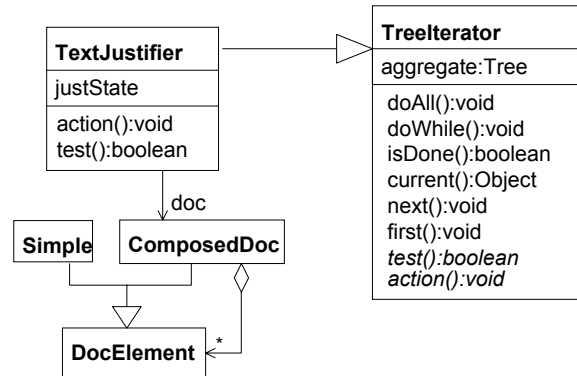 TextJustifier
justState
action():void
test():boolean
TreeIterator
aggregate:Tree
doAll():void
doWhile():void
isDone():boolean
current():Object
next():void
first():void
test():boolean
action():void
doc
Simple
ComposedDoc
*
DocElement